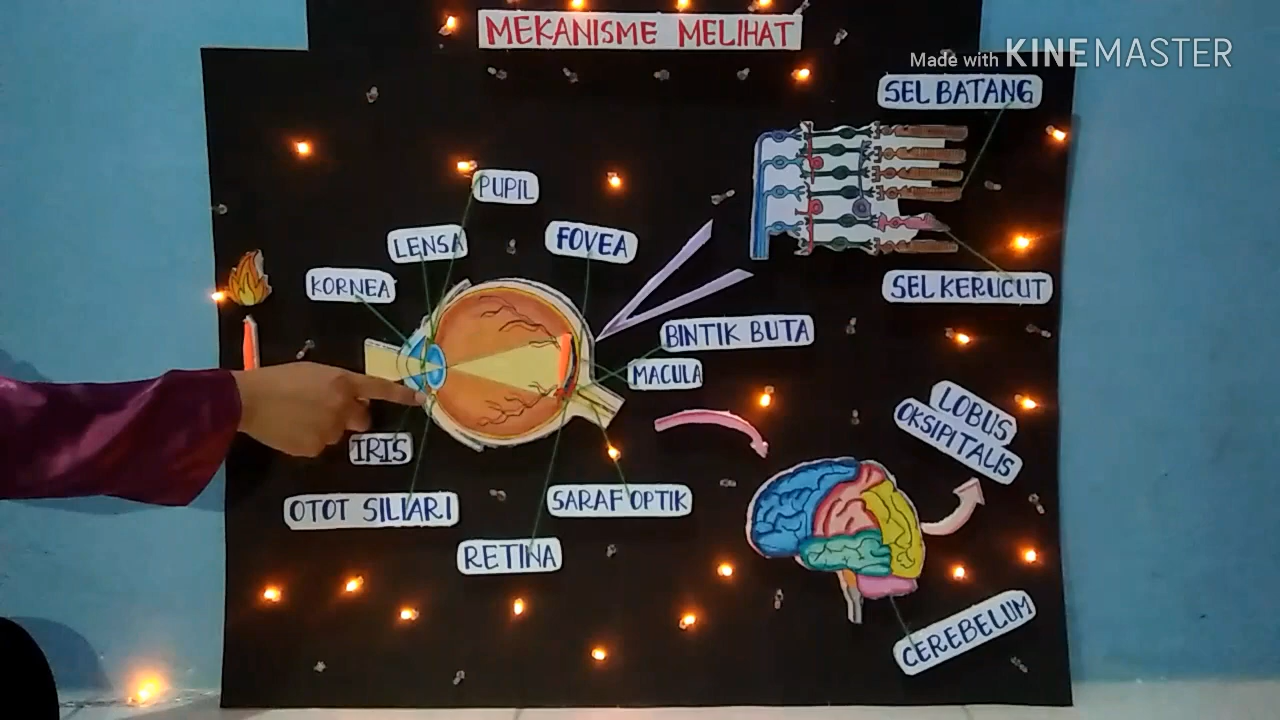 MEKANISME MELIHAT
Made with KINEMASTER
SEL BATANG
PUPIL
LENSA
FOVEA
KORNEA
SEL KERUCUT
BINTIK BUTA
MACULA
LOBUS
OKSIPITALIS
IRIS
OTOT SILIARI
SARAF OPTIK
RETINA
CEREBELUM